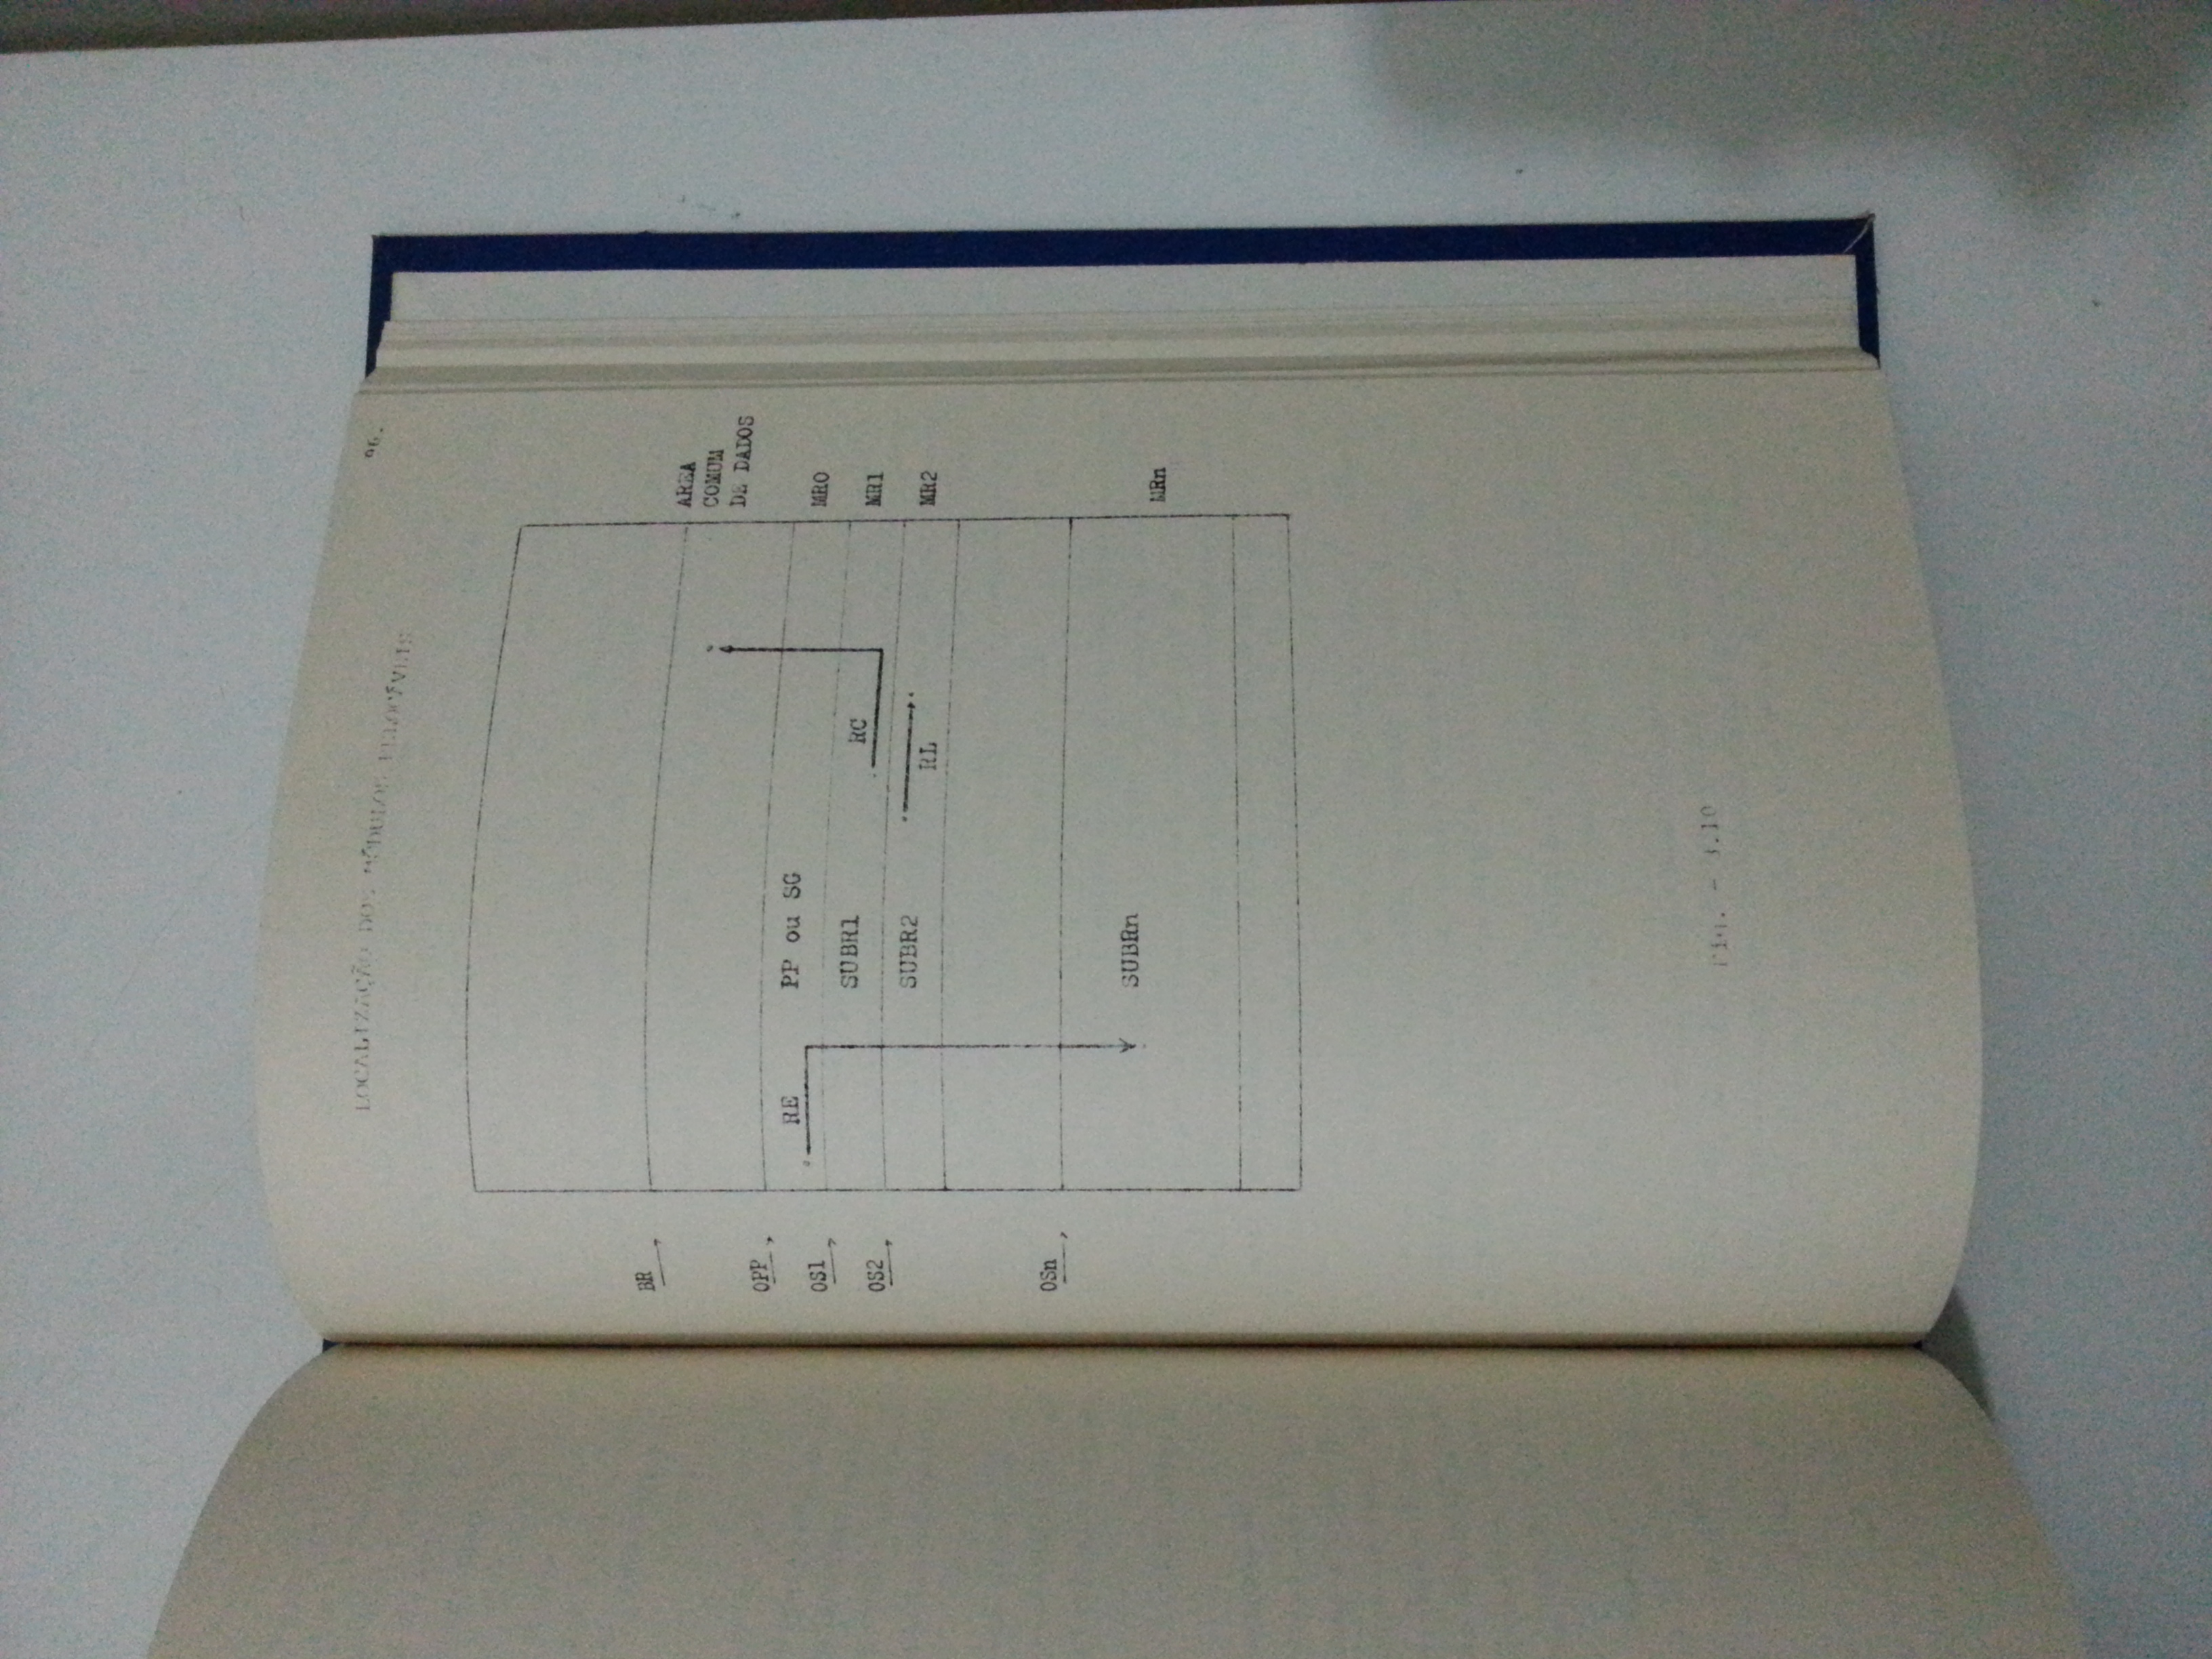 96.
LOCALIZAÇÃO DOS MÓDULOS RELOCÁVEIS
BR
AREA
COMUM
DE DADOS
OPP
RE
PP ou SG
OS1
MR0
SUBR1
RC
OS2
MR1
SUBR2
RL
MR2
OSn
SUBRn
MRn
Fig. - 3.10